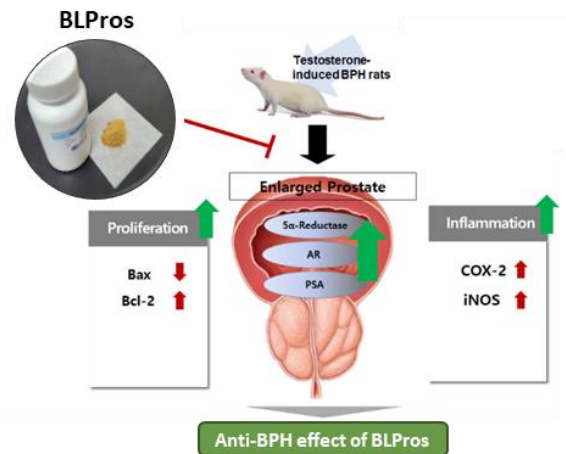 BLPros
Testosterone-
induced BPH rats
Enlarged Prostate
Proliferation
Bax
Bcl-2
5α-Reductase
AR
PSA
Inflammation
COX-2
iNOS
Anti-BPH effect of BLPros